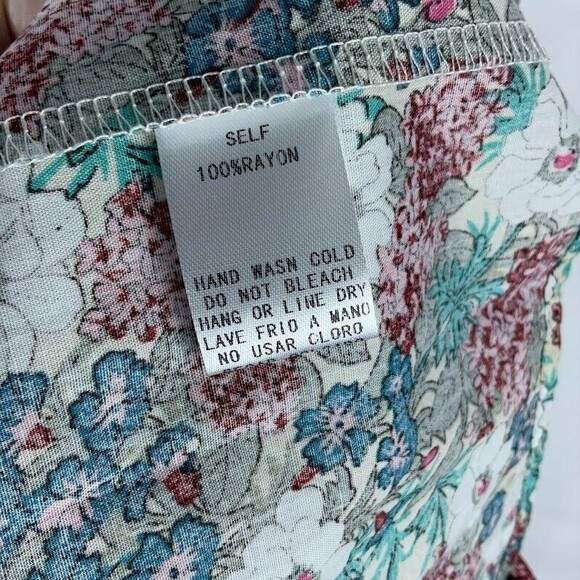 SELF
100%RAYON
HAND WASN COLD
DO NOT BLEACH
HANG OR LINE DRY
LAVE FRIO A MANO
NO USAR CLORO